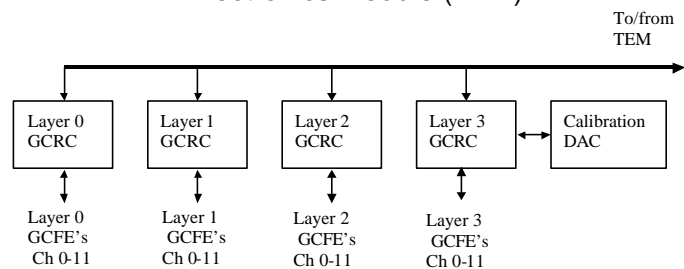 To/from
TEM
Layer 0
GCRC
Layer 1
GCRC
Layer 2
GCRC
Layer 3
GCRC
Calibration
DAC
Layer 0
GCFE's
Ch 0-11
Layer 1
GCFE's
Ch 0-11
Layer 2
GCFE's
Ch 0-11
Layer 3
GCFE's
Ch 0-11